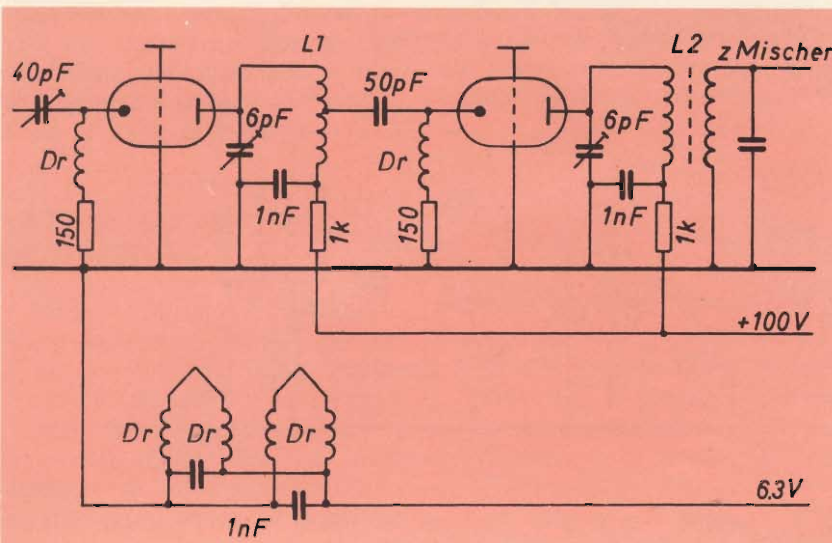 L1
L2
z Mischer
40pF
50pF
6pF
6pF
Dr
Dr
1nF
1nF
150
1k
150
1k
+100V
Dr
Dr
Dr
6.3V
1nF